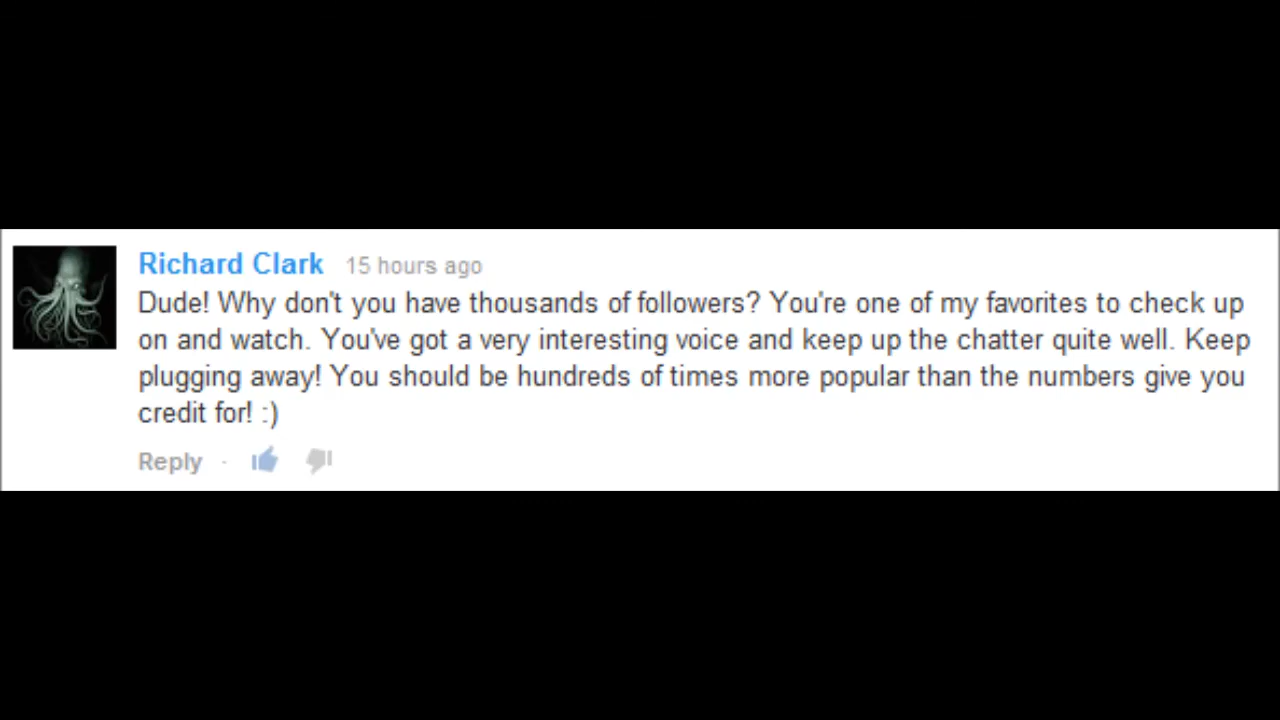 Richard Clark 15 hours ago
Dude! Why don't you have thousands of followers? You're one of my favorites to check up
on and watch. You've got a very interesting voice and keep up the chatter quite well. Keep
plugging away! You should be hundreds of times more popular than the numbers give you
credit for! :)
Reply ·